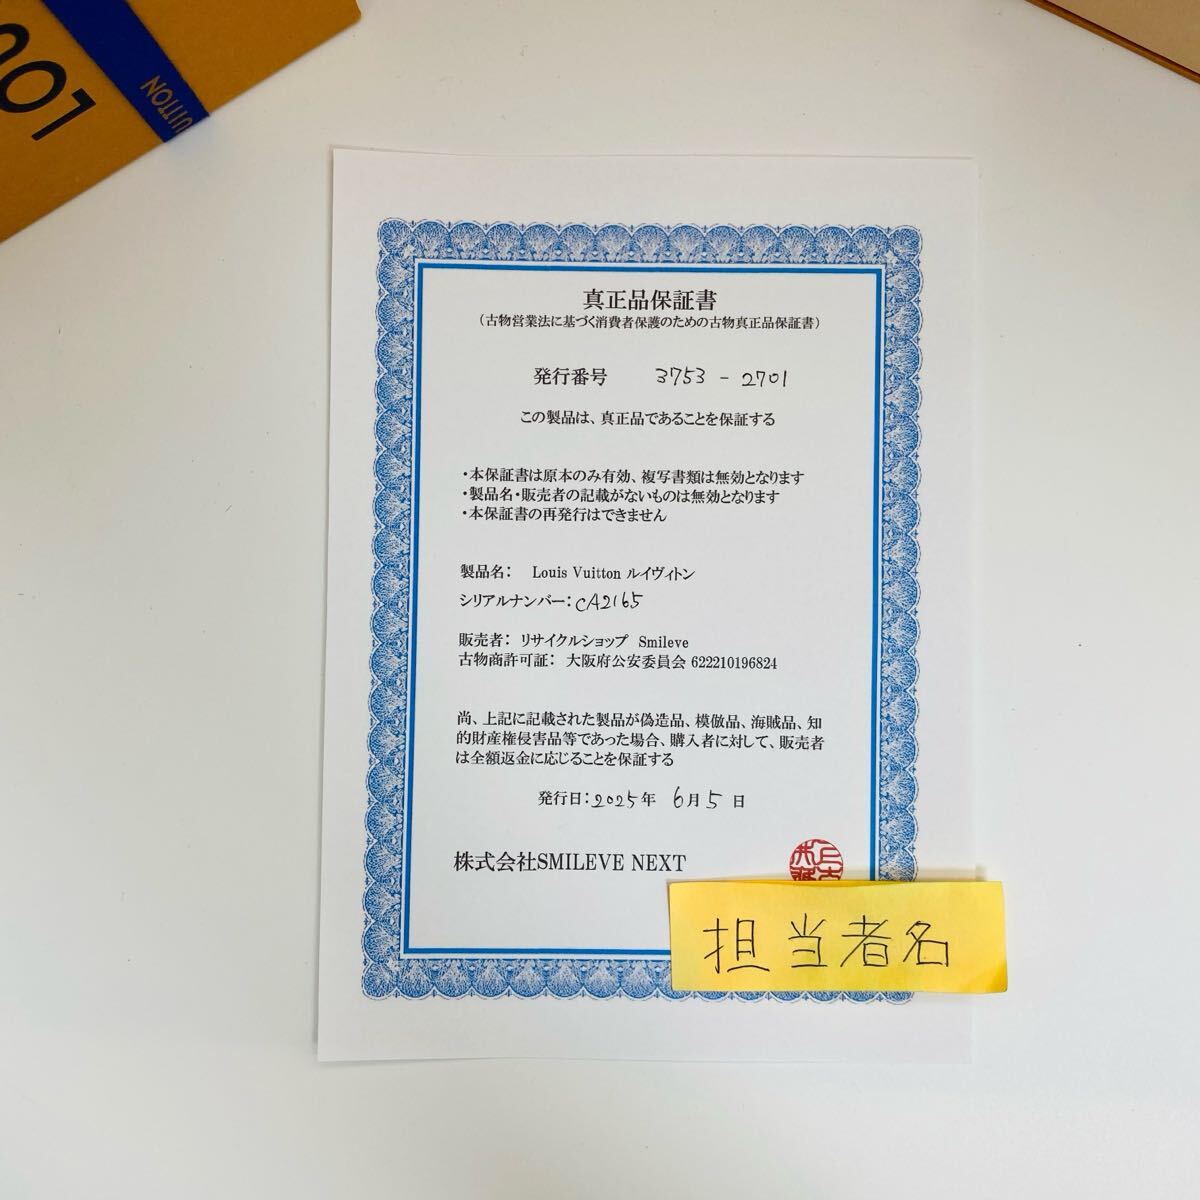 LOUI
UITTON
真正品保証書
（古物営業法に基づく消費者保護のための古物真正品保証書）
発行番号 3753 - 2701
この製品は、真正品であることを保証する
・本保証書は原本のみ有効、複写書類は無効となります
・製品名・販売者の記載がないものは無効となります
・本保証書の再発行はできません
製品名： Louis Vuitton ルイヴィトン
シリアルナンバー：CA2165
販売者： リサイクルショップ Smileve
古物商許可証： 大阪府公安委員会 622210196824
尚、上記に記載された製品が偽造品、模倣品、海賊品、知
的財産権侵害品等であった場合、購入者に対して、販売者
は全額返金に応じることを保証する
発行日：2025年 6月5日
株式会社SMILEVE NEXT
担当者名